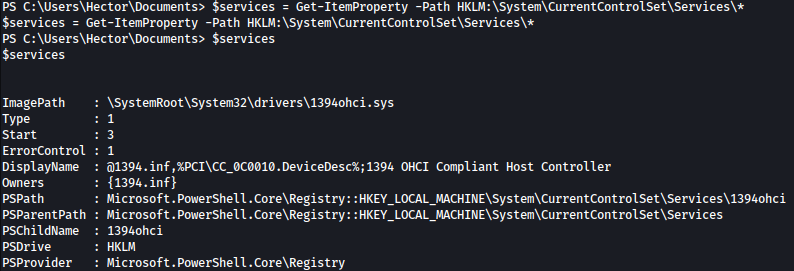 PS C:\Users\Hector\Documents> $services = Get-ItemProperty -Path HKLM:\System\CurrentControlSet\Services\*
$services = Get-ItemProperty -Path HKLM:\System\CurrentControlSet\Services\*
PS C:\Users\Hector\Documents> $services
$services
ImagePath    : \SystemRoot\System32\drivers\1394ohci.sys
Type         : 1
Start        : 3
ErrorControl : 1
DisplayName  : @1394.inf,%PCI\CC_0C0010.DeviceDesc%;1394 OHCI Compliant Host Controller
Owners       : {1394.inf}
PSPath       : Microsoft.PowerShell.Core\Registry::HKEY_LOCAL_MACHINE\System\CurrentControlSet\Services\1394ohci
PSParentPath : Microsoft.PowerShell.Core\Registry::HKEY_LOCAL_MACHINE\System\CurrentControlSet\Services
PSChildName  : 1394ohci
PSDrive      : HKLM
PSProvider   : Microsoft.PowerShell.Core\Registry